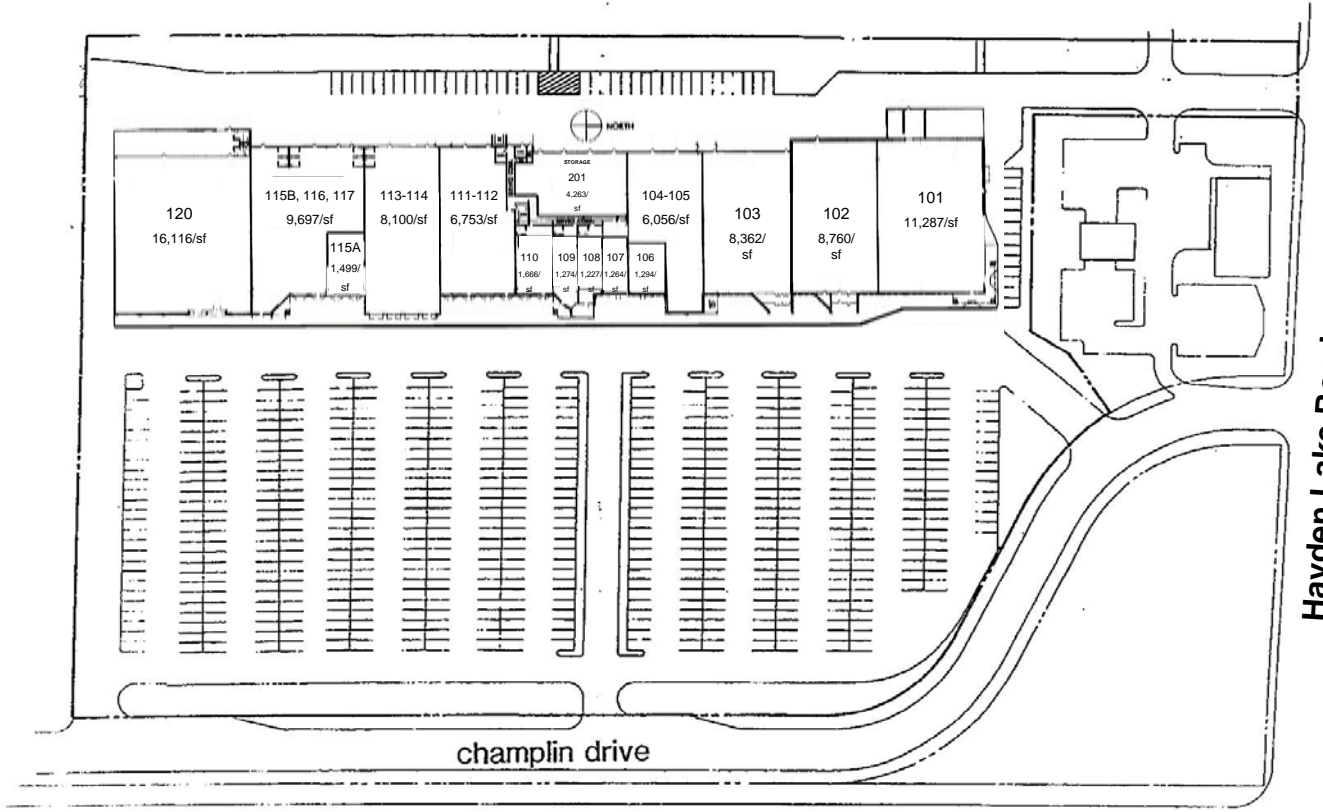 NORTH
120
16,116/sf
115B, 116, 117
9,697/sf
115A
1,499/
sf
113-114
8,100/sf
111-112
6,753/sf
STORAGE
201
4,263/
sf
110
1,666/
sf
109
1,274/
sf
108
1,227/
sf
107
1,264/
sf
106
1,294/
sf
104-105
6,056/sf
103
8,362/
sf
102
8,760/
sf
101
11,287/sf
Hayden Lake
champlin drive